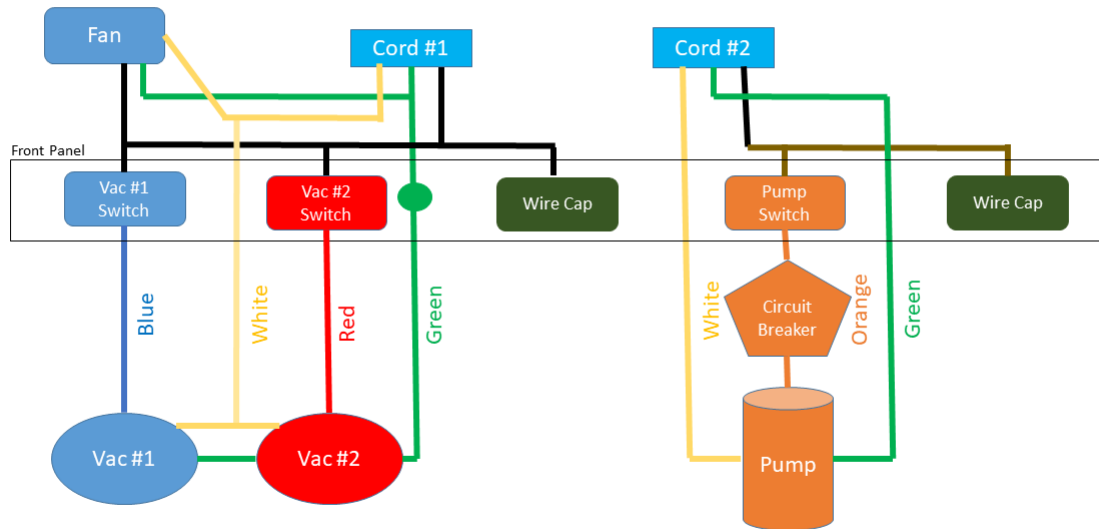 Fan
Cord #1
Cord #2
Front Panel
Vac #1
Switch
Vac #2
Switch
Wire Cap
Pump
Switch
Wire Cap
Blue
White
Red
Green
White
Circuit
Breaker
Orange
Green
Vac #1
Vac #2
Pump